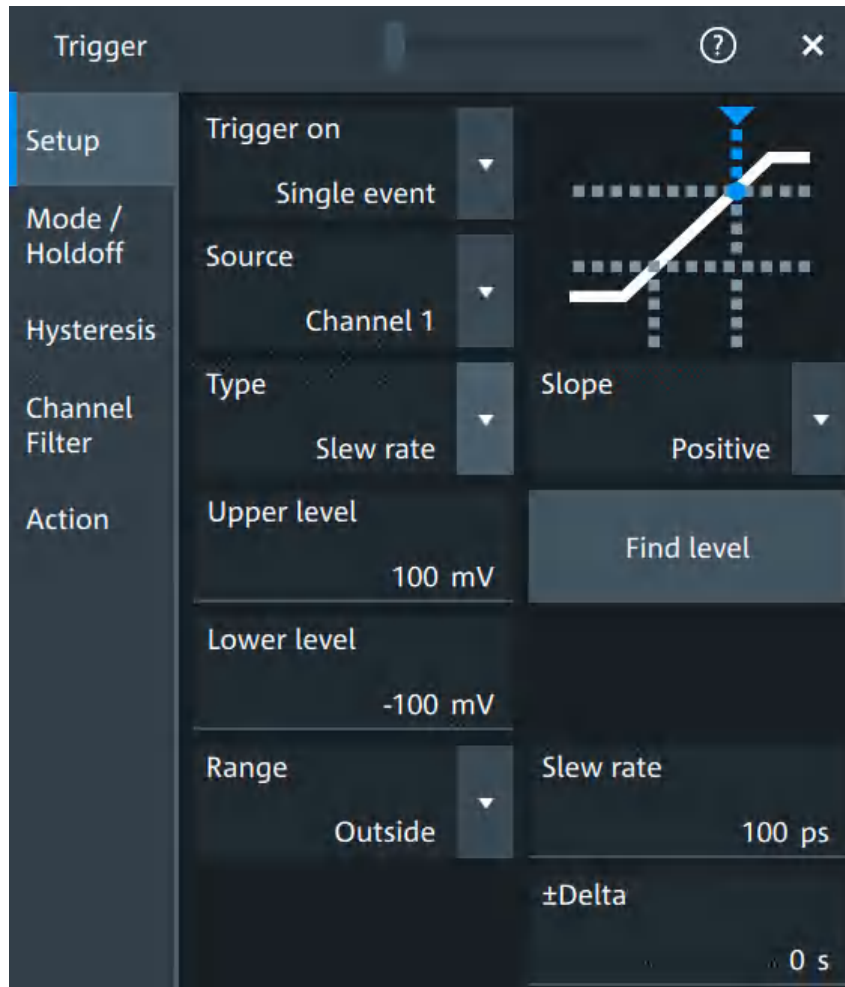 Trigger
?
Setup
Mode /
Holdoff
Hysteresis
Channel
Filter
Action
Trigger on
Single event
Source
Channel 1
Type
Slew rate
Slope
Positive
Upper level
100 mV
Find level
Lower level
-100 mV
Range
Outside
Slew rate
100 ps
±Delta
0 s